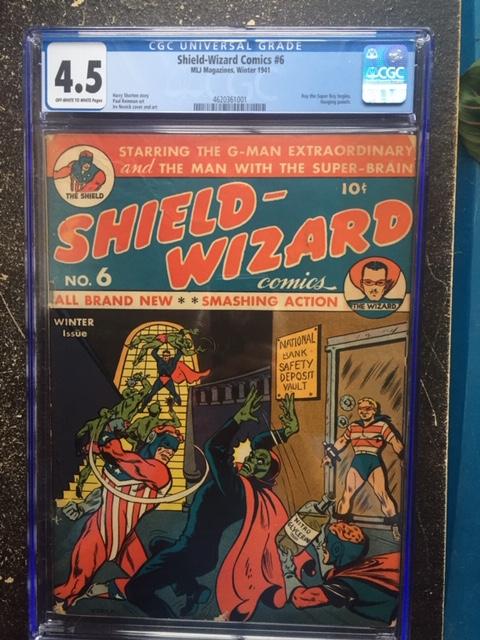 CGC UNIVERSAL GRADE
4.5
OFF-WHITE TO WHITE Pages
Shield-Wizard Comics #6
MLJ Magazines, Winter 1941
Harry Shorten story
Paul Reinman art
Irv Novick cover and art
4620361001
Roy the Super Boy begins.
Hanging panels.
CGC
STARRING THE G-MAN EXTRAORDINARY
and THE MAN WITH THE SUPER-BRAIN
THE SHIELD
10¢
SHIELD-
WIZARD
NO. 6
comics
THE WIZARD
ALL BRAND NEW ** SMASHING ACTION
WINTER
Issue
NATIONAL
BANK
SAFETY
DEPOSIT
VAULT
NITRO
GLYCERIN